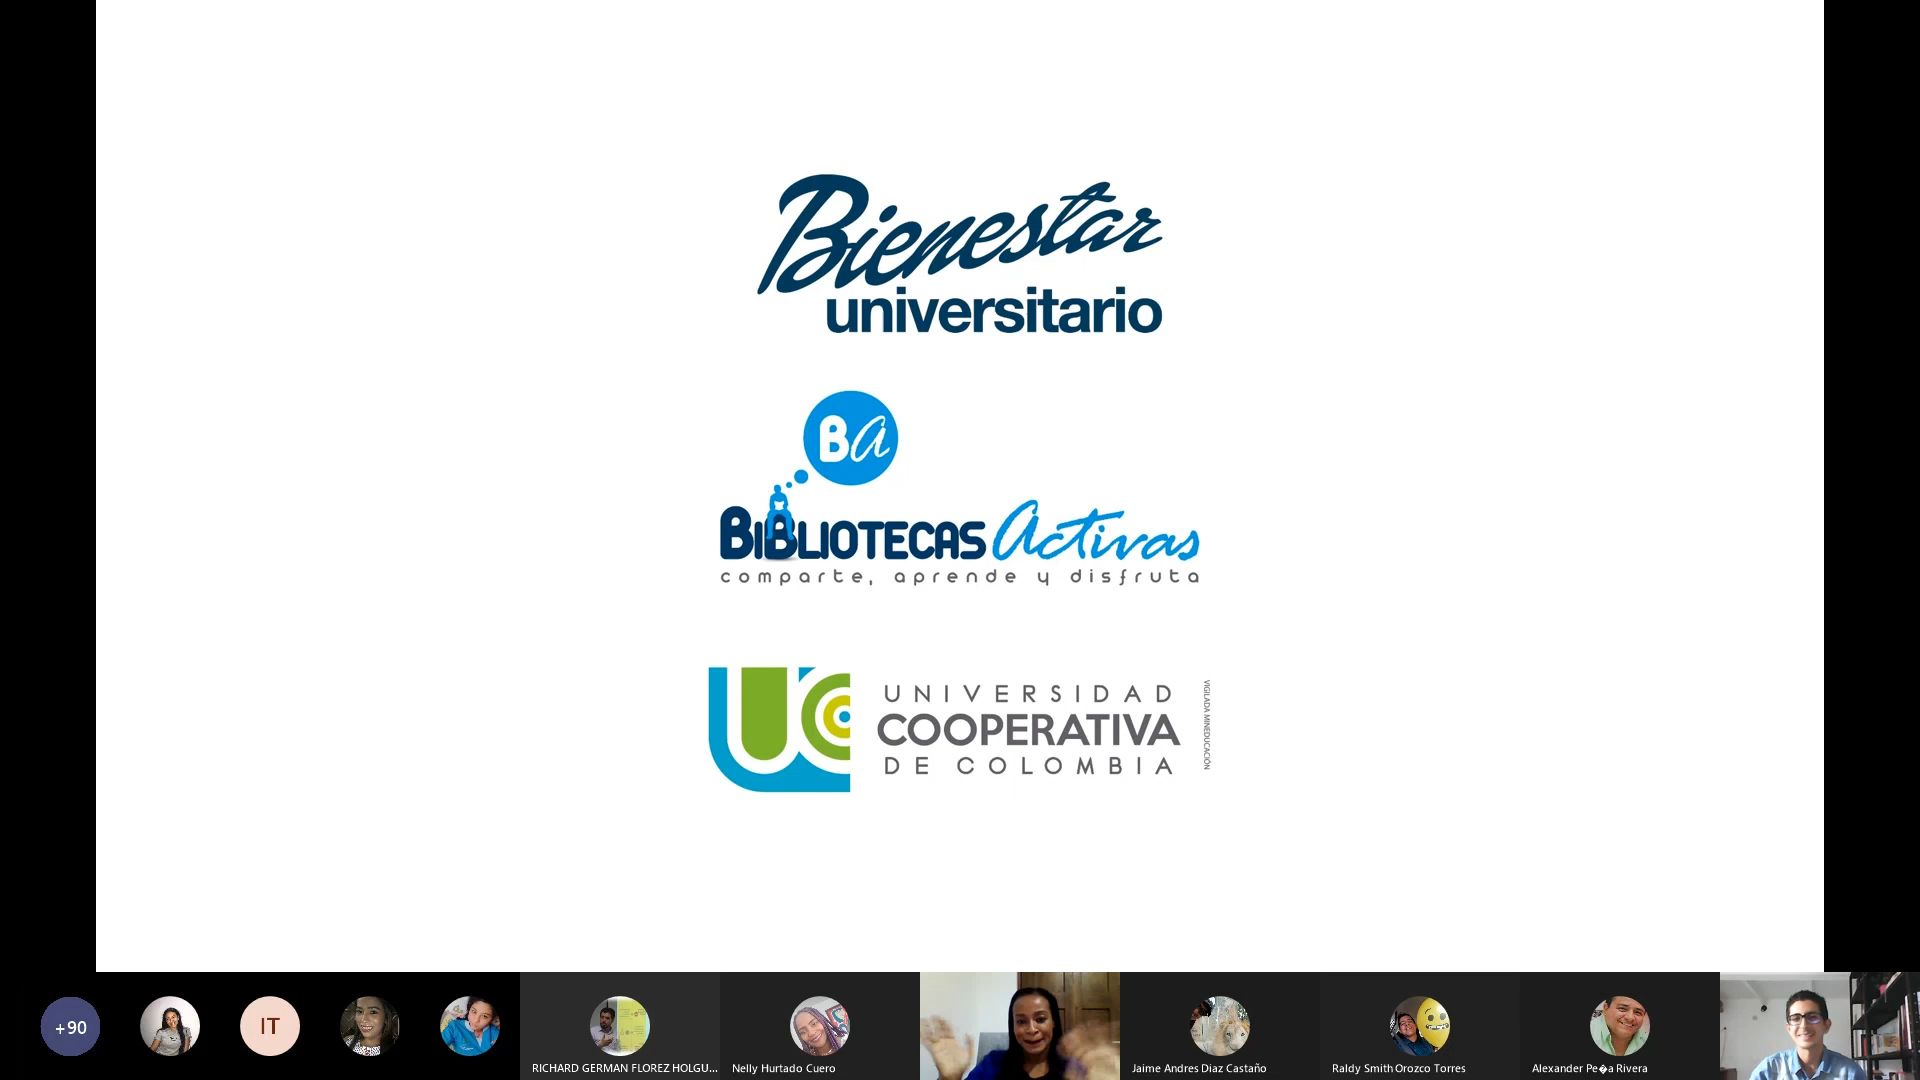 Bienestar
universitario
BA
BIBLIOTECAS Activas
comparte, aprende y disfruta
UC
UNIVERSIDAD
COOPERATIVA
DE COLOMBIA
VIGILADA MINEDUCACIÓN
+90
IT
RICHARD GERMAN FLOREZ HOLGU...
Nelly Hurtado Cuero
Jaime Andres Diaz Castaño
Raldy Smith Orozco Torres
Alexander Pe�a Rivera